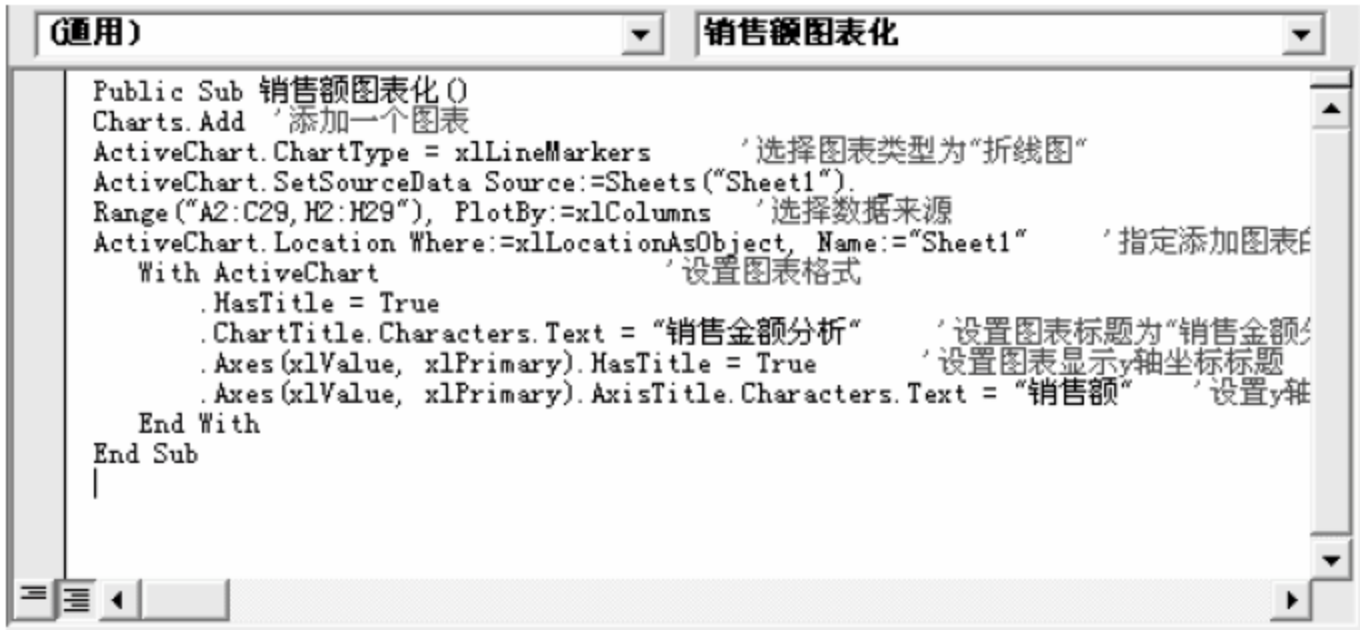 (通用)
销售额图表化
Public Sub 销售额图表化()
Charts.Add '添加一个图表
ActiveChart.ChartType = xlLineMarkers '选择图表类型为"折线图"
ActiveChart.SetSourceData Source:=Sheets("Sheet1"). _
Range("A2:C29,H2:H29"), PlotBy:=xlColumns '选择数据来源
ActiveChart.Location Where:=xlLocationAsObject, Name:="Sheet1" '指定添加图表的
With ActiveChart '设置图表格式
.HasTitle = True
.ChartTitle.Characters.Text = "销售金额分析" '设置图表标题为"销售金额分
.Axes(xlValue, xlPrimary).HasTitle = True '设置图表显示y轴坐标标题
.Axes(xlValue, xlPrimary).AxisTitle.Characters.Text = "销售额" '设置y轴
End With
End Sub